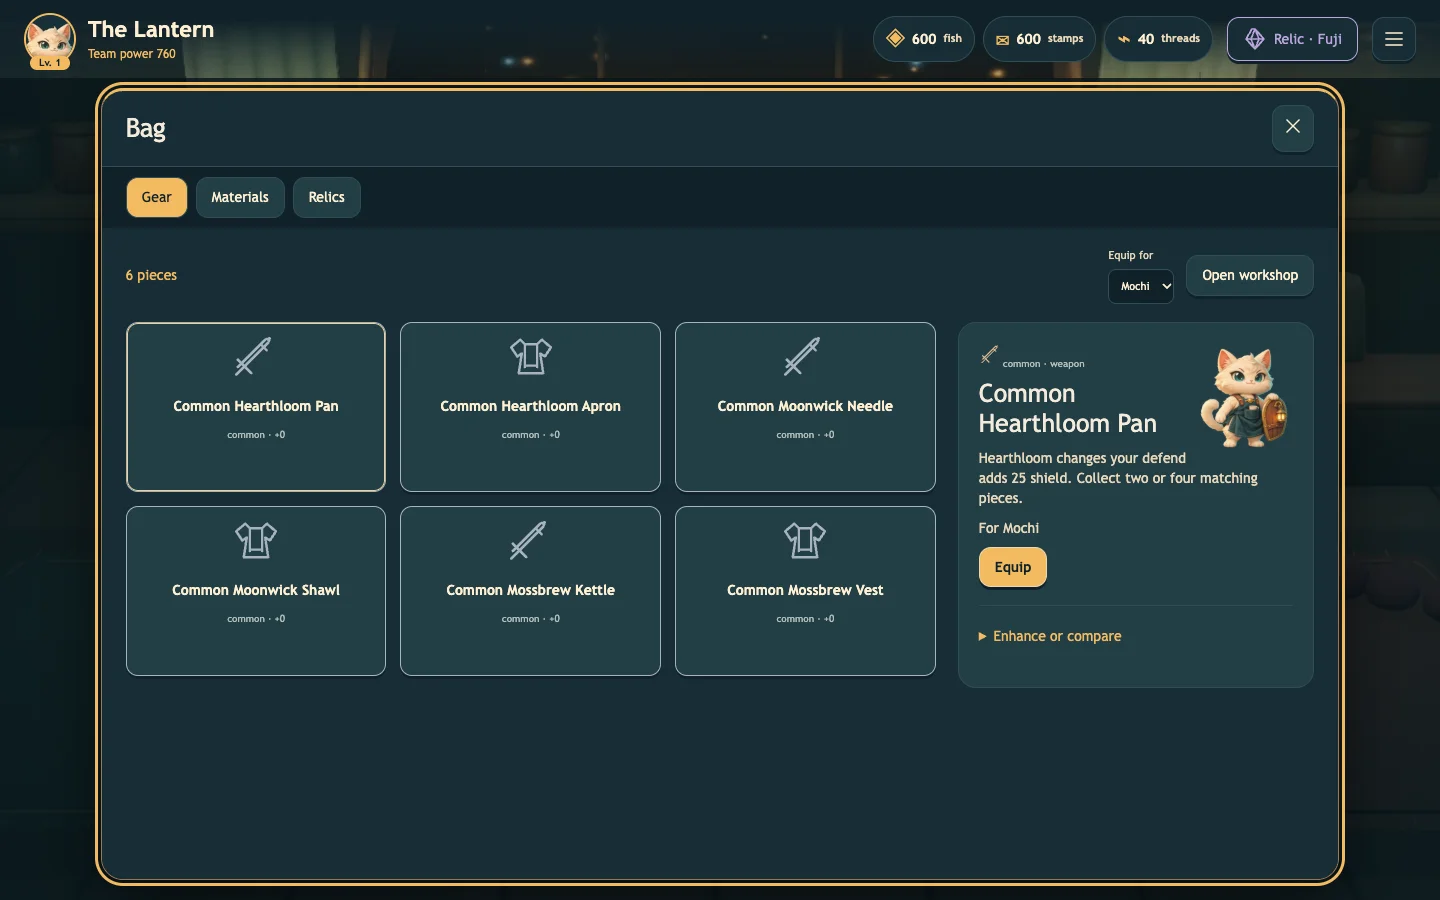 The Lantern
Team power 760
Lv. 1
600 fish
600 stamps
40 threads
Relic · Fuji
Bag
Gear
Materials
Relics
6 pieces
Equip for
Mochi
Open workshop
Common Hearthloom Pan
common · +0
Common Hearthloom Apron
common · +0
Common Moonwick Needle
common · +0
Common Moonwick Shawl
common · +0
Common Mossbrew Kettle
common · +0
Common Mossbrew Vest
common · +0
common · weapon
Common
Hearthloom Pan
Hearthloom changes your defend
adds 25 shield. Collect two or four matching
pieces.
For Mochi
Equip
Enhance or compare